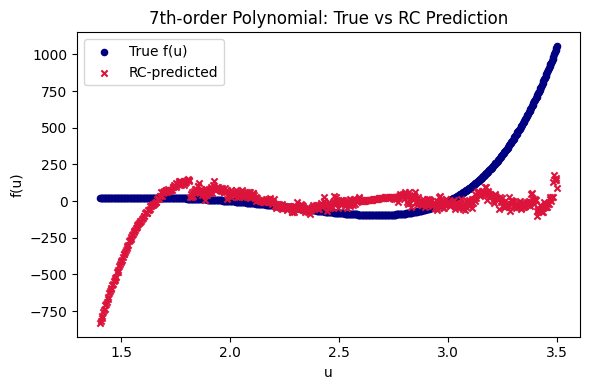 7th-order Polynomial: True vs RC Prediction
True f(u)
RC-predicted
f(u)
1000
750
500
250
0
−250
−500
−750
1.5 2.0 2.5 3.0 3.5
u